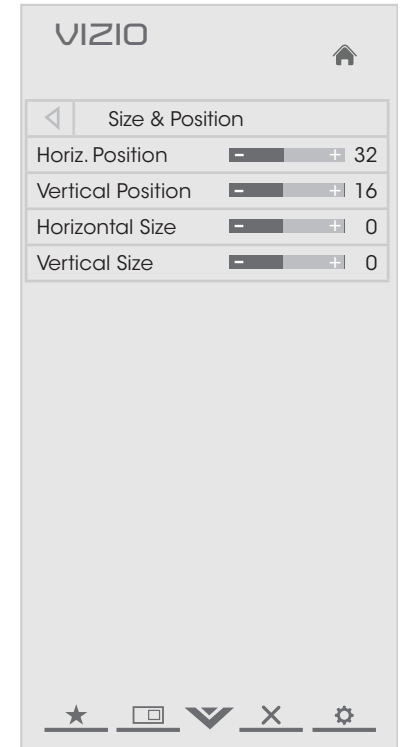 VIZIO
Size & Position
Horiz. Position - + 32
Vertical Position - + 16
Horizontal Size - + 0
Vertical Size - + 0